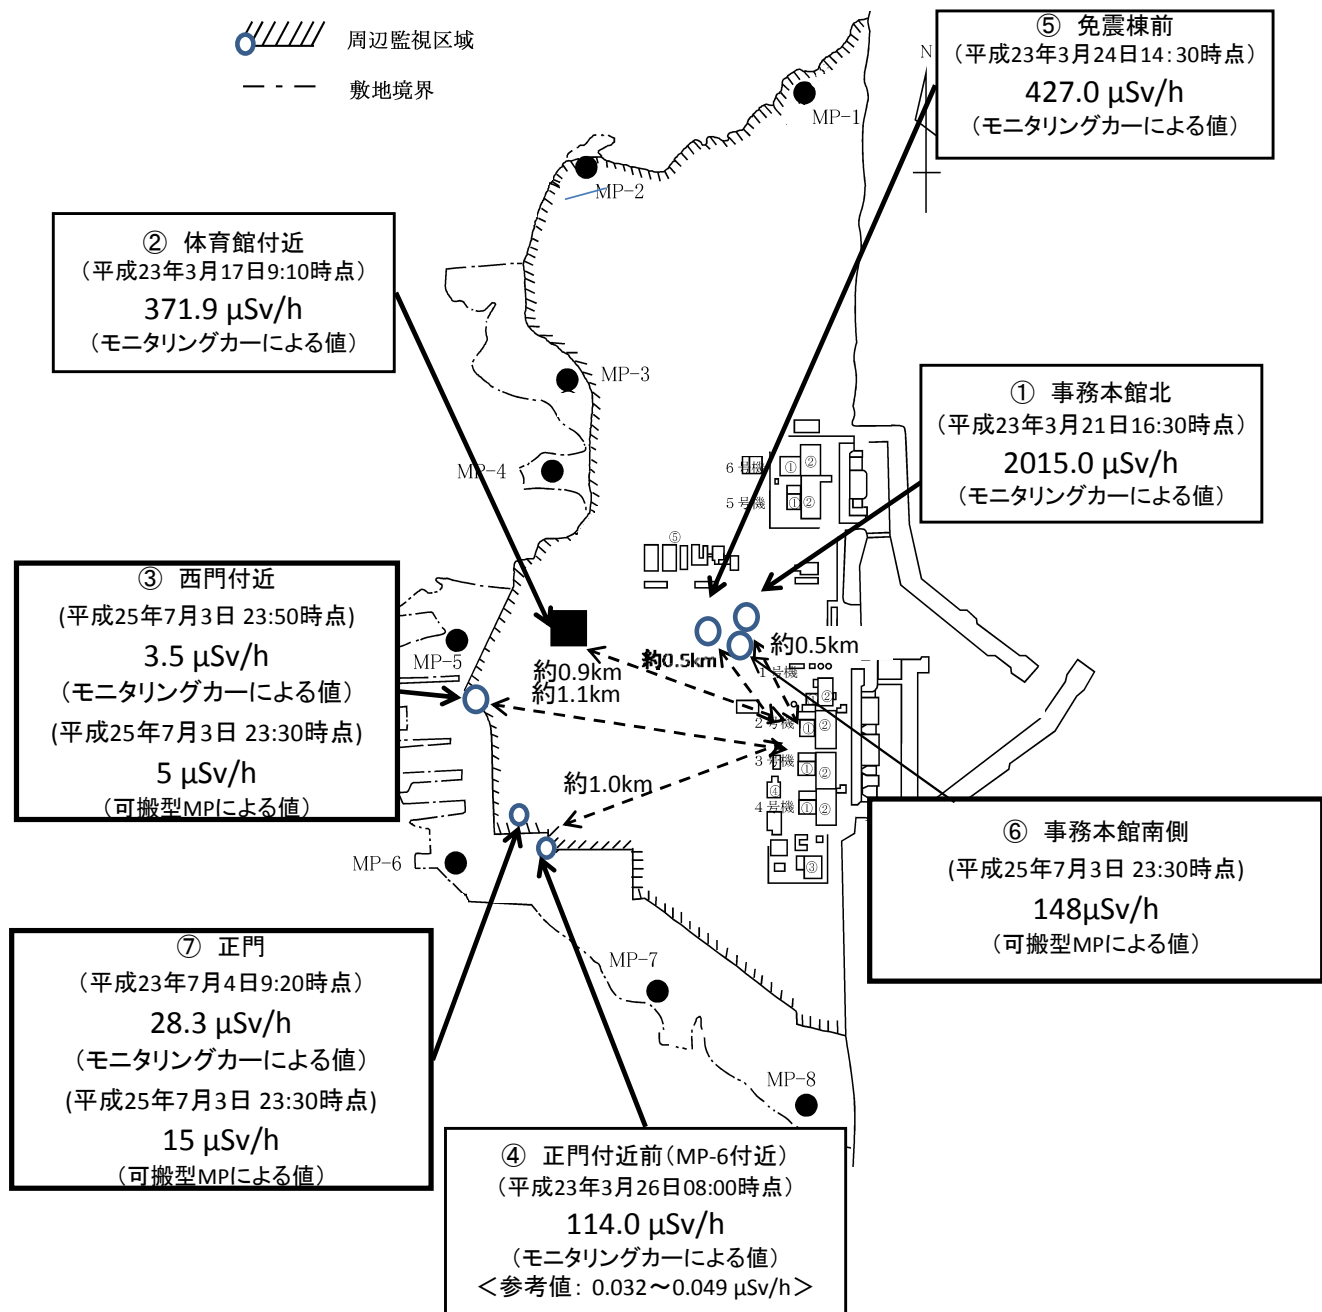 周辺監視区域
敷地境界
⑤ 免震棟前
（平成23年3月24日14:30時点）
427.0 μSv/h
（モニタリングカーによる値）
N
MP-1
MP-2
② 体育館付近
（平成23年3月17日9:10時点）
371.9 μSv/h
（モニタリングカーによる値）
MP-3
① 事務本館北
（平成23年3月21日16:30時点）
2015.0 μSv/h
（モニタリングカーによる値）
MP-4
6号機
①
②
5号機
①
②
⑤
③ 西門付近
(平成25年7月3日 23:50時点)
3.5 μSv/h
（モニタリングカーによる値）
(平成25年7月3日 23:30時点)
5 μSv/h
（可搬型MPによる値）
MP-5
約0.9km
約1.1km
約0.5km
約0.5km
1号機
②
2号機
①
②
3号機
①
②
④
4号機
①
②
③
約1.0km
MP-6
⑥ 事務本館南側
(平成25年7月3日 23:30時点)
148μSv/h
（可搬型MPによる値）
⑦ 正門
（平成23年7月4日9:20時点）
28.3 μSv/h
（モニタリングカーによる値）
(平成25年7月3日 23:30時点)
15 μSv/h
（可搬型MPによる値）
MP-7
MP-8
④ 正門付近前（MP-6付近）
（平成23年3月26日08:00時点）
114.0 μSv/h
（モニタリングカーによる値）
＜参考値： 0.032～0.049 μSv/h＞